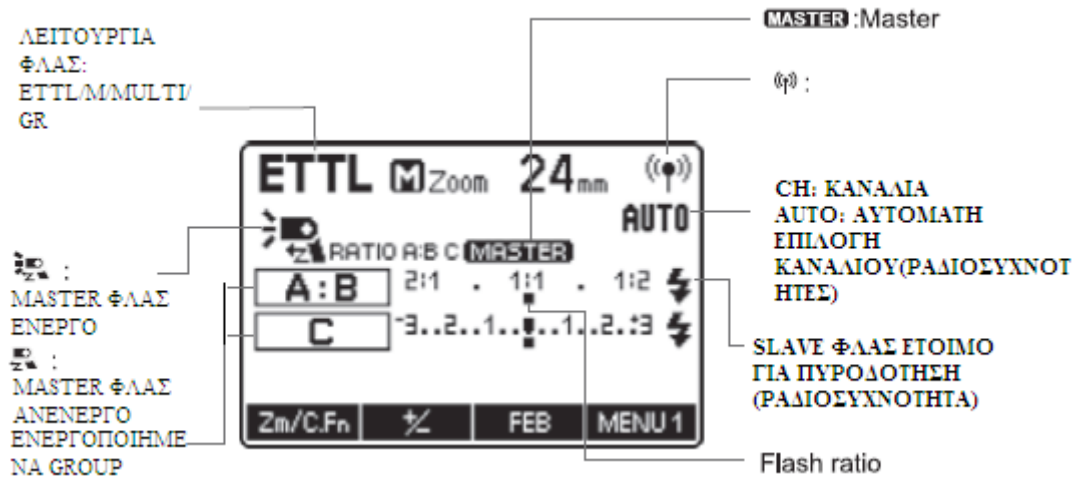 ΛΕΙΤΟΥΡΓΙΑ
ΦΛΑΣ:
ETTL/M/MULTI/
GR
MASTER :Master
:
ETTL M Zoom 24mm
AUTO
RATIO A:B C MASTER
A:B 2:1 . 1:1 . 1:2
C -3..2..1..0..1..2..+3
Zm/C.Fn +/- FEB MENU 1
:
MASTER ΦΛΑΣ
ΕΝΕΡΓΟ
:
MASTER ΦΛΑΣ
ΑΝΕΝΕΡΓΟ
ΕΝΕΡΓΟΠΟΙΗΜΕ
ΝΑ GROUP
CH: ΚΑΝΑΛΙΑ
AUTO: ΑΥΤΟΜΑΤΗ
ΕΠΙΛΟΓΗ
ΚΑΝΑΛΙΟΥ(ΡΑΔΙΟΣΥΧΝΟΤ
ΗΤΕΣ)
SLAVE ΦΛΑΣ ΕΤΟΙΜΟ
ΓΙΑ ΠΥΡΟΔΟΤΗΣΗ
(ΡΑΔΙΟΣΥΧΝΟΤΗΤΑ)
Flash ratio